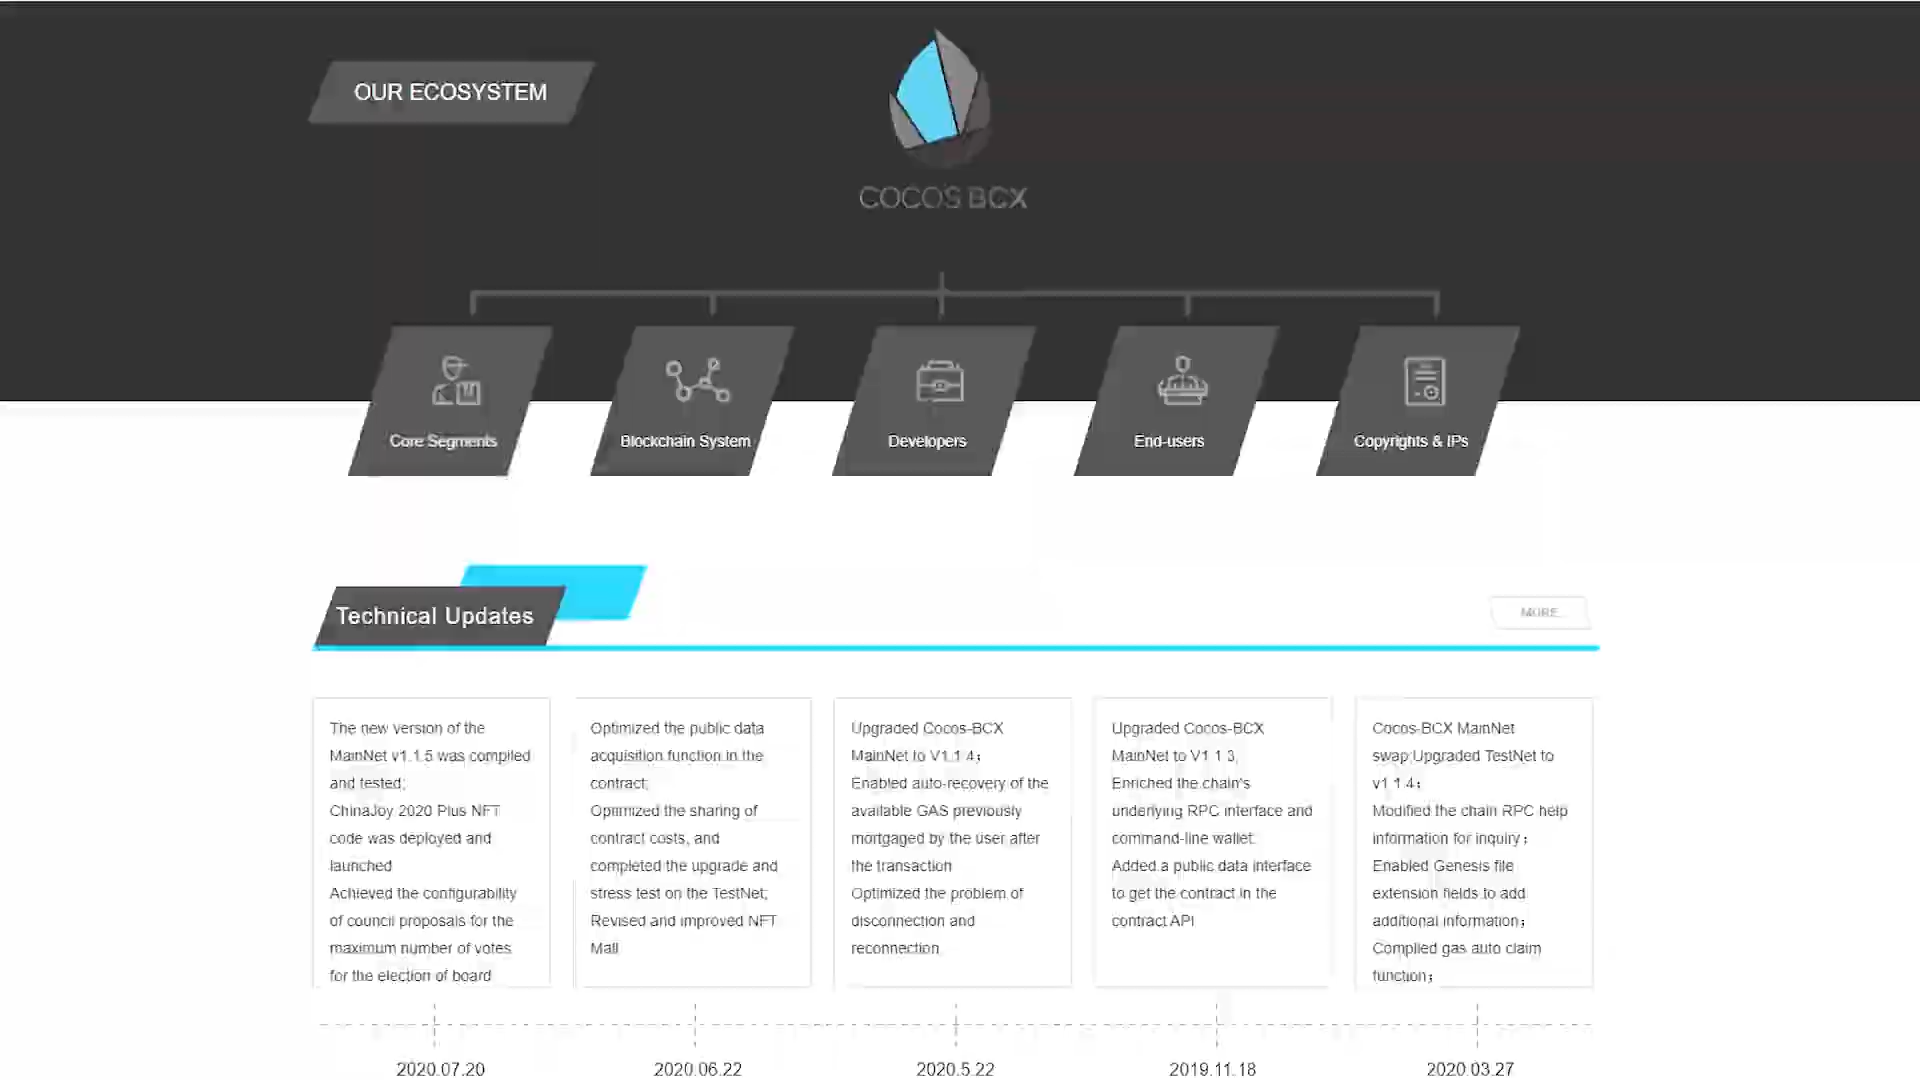 OUR ECOSYSTEM
COCOS BCX
Core Segments
Blockchain System
Developers
End-users
Copyrights & IPs
Technical Updates
MORE
The new version of the
MainNet v1.1.5 was compiled
and tested;
ChinaJoy 2020 Plus NFT
code was deployed and
launched
Achieved the configurability
of council proposals for the
maximum number of votes
for the election of board
Optimized the public data
acquisition function in the
contract;
Optimized the sharing of
contract costs, and
completed the upgrade and
stress test on the TestNet;
Revised and improved NFT
Mall
Upgraded Cocos-BCX
MainNet to V1.1.4；
Enabled auto-recovery of the
available GAS previously
mortgaged by the user after
the transaction
Optimized the problem of
disconnection and
reconnection
Upgraded Cocos-BCX
MainNet to V1.1.3,
Enriched the chain's
underlying RPC interface and
command-line wallet.
Added a public data interface
to get the contract in the
contract API
Cocos-BCX MainNet
swap;Upgraded TestNet to
v1.1.4；
Modified the chain RPC help
information for inquiry；
Enabled Genesis file
extension fields to add
additional information；
Complied gas auto claim
function；
2020.07.20
2020.06.22
2020.5.22
2019.11.18
2020.03.27